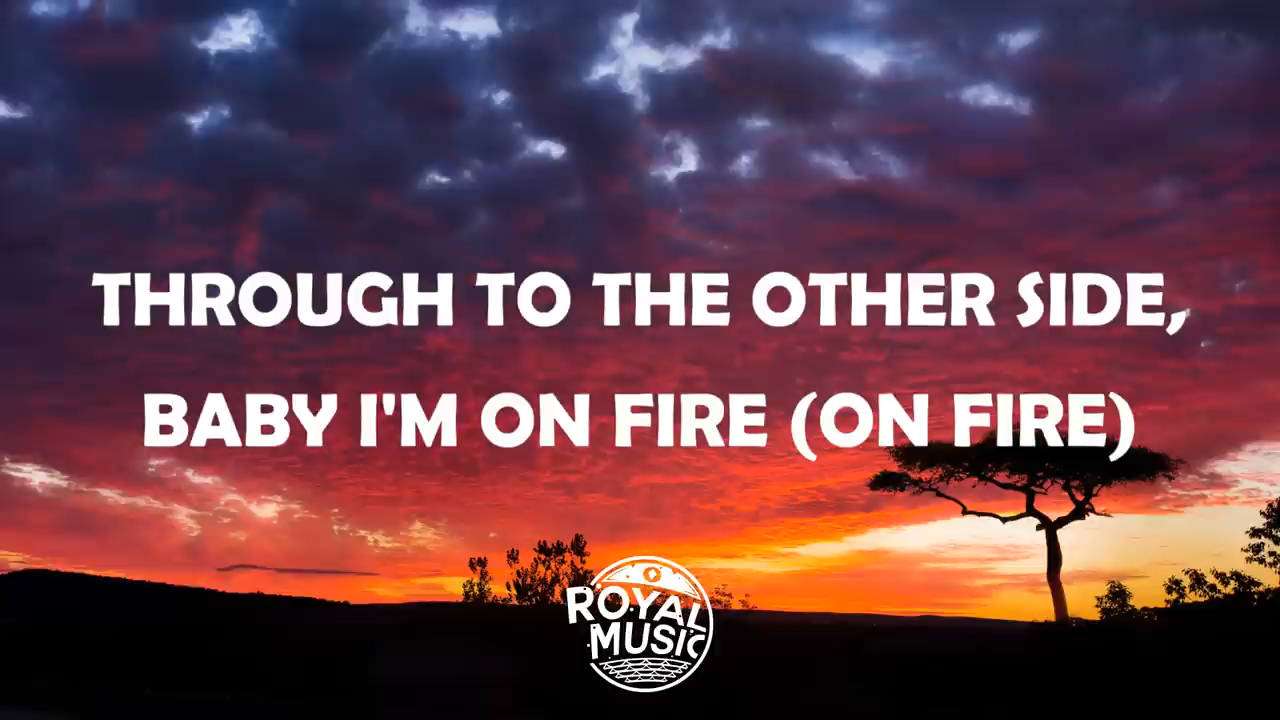 THROUGH TO THE OTHER SIDE,
BABY I'M ON FIRE (ON FIRE)
ROYAL
MUSIC